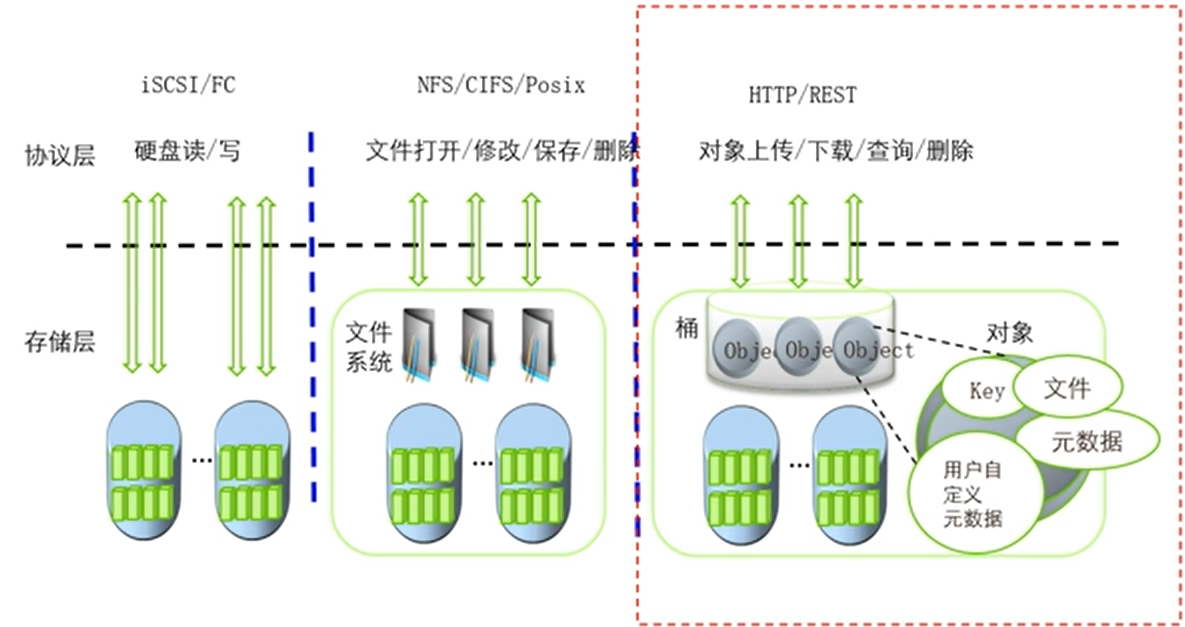 iSCSI/FC
NFS/CIFS/Posix
HTTP/REST
协议层
硬盘读/写
文件打开/修改/保存/删除
对象上传/下载/查询/删除
存储层
文件
系统
桶
Objec
Obje
Object
对象
Key
文件
元数据
用户自
定义
元数据
...
...
...